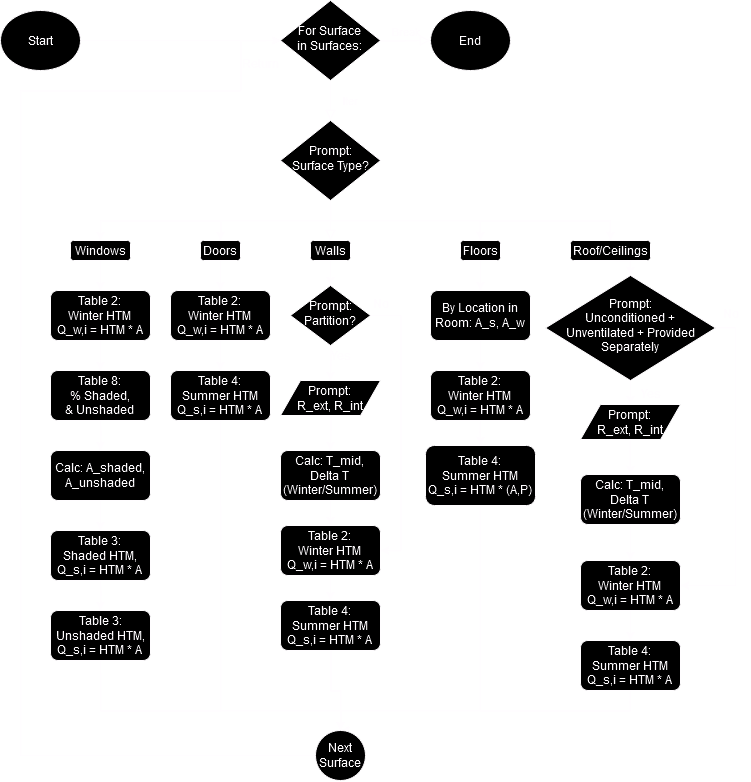 Start
For Surface
in Surfaces:
End
Prompt:
Surface Type?
Windows
Doors
Walls
Floors
Roof/Ceilings
Table 2:
Winter HTM
Q_w,i = HTM * A
Table 8:
% Shaded,
& Unshaded
Calc: A_shaded,
A_unshaded
Table 3:
Shaded HTM,
Q_s,i = HTM * A
Table 3:
Unshaded HTM,
Q_s,i = HTM * A
Table 2:
Winter HTM
Q_w,i = HTM * A
Table 4:
Summer HTM
Q_s,i = HTM * A
Prompt:
Partition?
Prompt:
R_ext, R_int
Calc: T_mid,
Delta T
(Winter/Summer)
Table 2:
Winter HTM
Q_w,i = HTM * A
Table 4:
Summer HTM
Q_s,i = HTM * A
By Location in
Room: A_s, A_w
Table 2:
Winter HTM
Q_w,i = HTM * A
Table 4:
Summer HTM
Q_s,i = HTM * (A,P)
Prompt:
Unconditioned +
Unventilated + Provided
Separately
Prompt:
R_ext, R_int
Calc: T_mid,
Delta T
(Winter/Summer)
Table 2:
Winter HTM
Q_w,i = HTM * A
Table 4:
Summer HTM
Q_s,i = HTM * A
Next
Surface